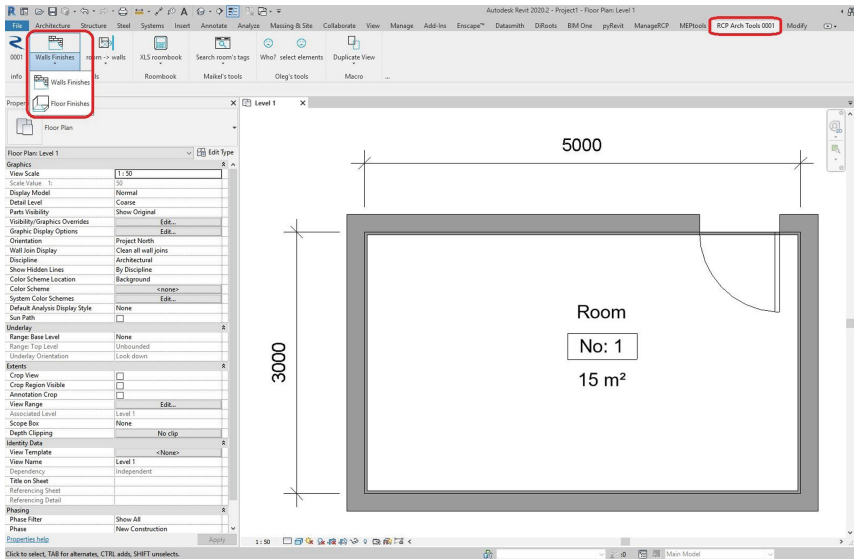 Autodesk Revit 2020.2 - Project1 - Floor Plan: Level 1
File Architecture Structure Steel Systems Insert Annotate Analyze Massing & Site Collaborate View Manage Add-Ins Enscape™ Datasmith DiRoots BIM One pyRevit ManageRCP MEPtools RCP Arch Tools 0001 Modify
0001 Walls Finishes room -> walls XLS roombook Search room's tags Who? select elements Duplicate View
info Roombook Maikel's tools Oleg's tools Macro ...
Walls Finishes
Floor Finishes
Level 1
Floor Plan
Floor Plan: Level 1 Edit Type
Graphics
View Scale 1 : 50
Scale Value 1: 50
Display Model Normal
Detail Level Coarse
Parts Visibility Show Original
Visibility/Graphics Overrides Edit...
Graphic Display Options Edit...
Orientation Project North
Wall Join Display Clean all wall joins
Discipline Architectural
Show Hidden Lines By Discipline
Color Scheme Location Background
Color Scheme <none>
System Color Schemes Edit...
Default Analysis Display Style None
Sun Path
Underlay
Range: Base Level None
Range: Top Level Unbounded
Underlay Orientation Look down
Extents
Crop View
Crop Region Visible
Annotation Crop
View Range Edit...
Associated Level Level 1
Scope Box None
Depth Clipping No clip
Identity Data
View Template <None>
View Name Level 1
Dependency Independent
Title on Sheet
Referencing Sheet
Referencing Detail
Phasing
Phase Filter Show All
Phase New Construction
Properties help Apply
5000
3000
Room
No: 1
15 m²
1 : 50
Click to select, TAB for alternates, CTRL adds, SHIFT unselects.
:0 Main Model